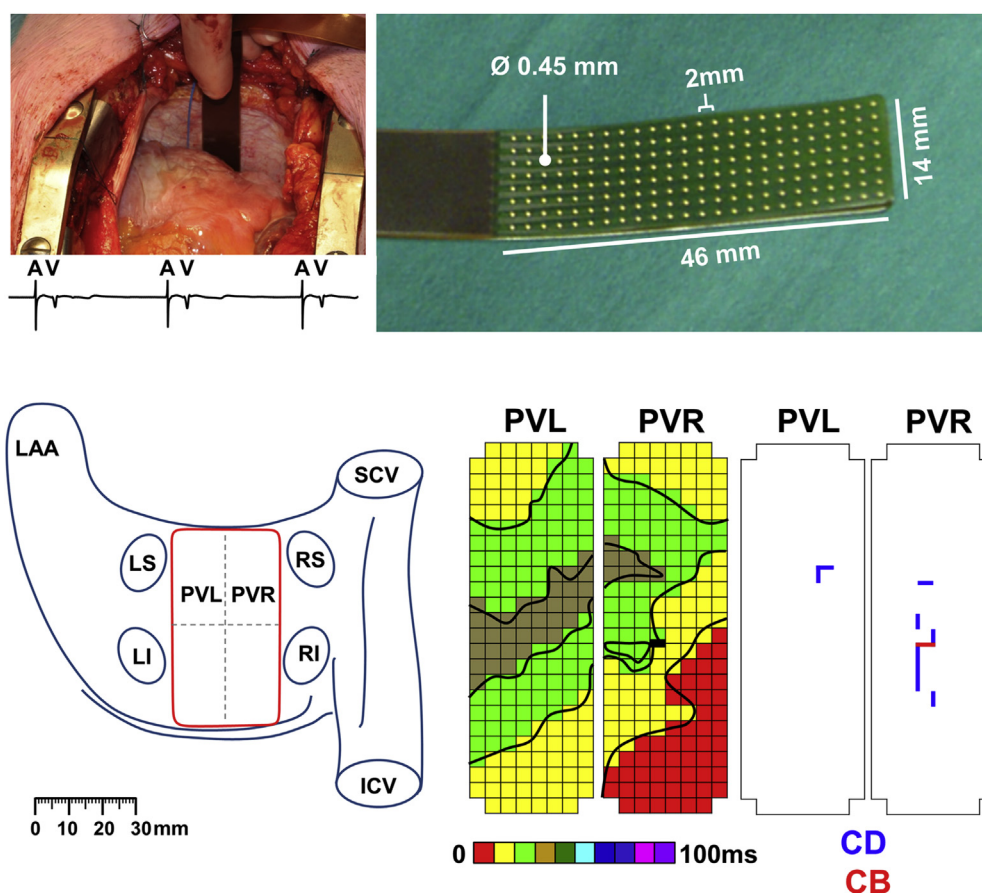 Ø 0.45 mm
2mm
14 mm
46 mm
A V
A V
A V
LAA
SCV
LS
RS
PVL
PVR
LI
RI
ICV
0 10 20 30mm
PVL
PVR
PVL
PVR
0
100ms
CD
CB